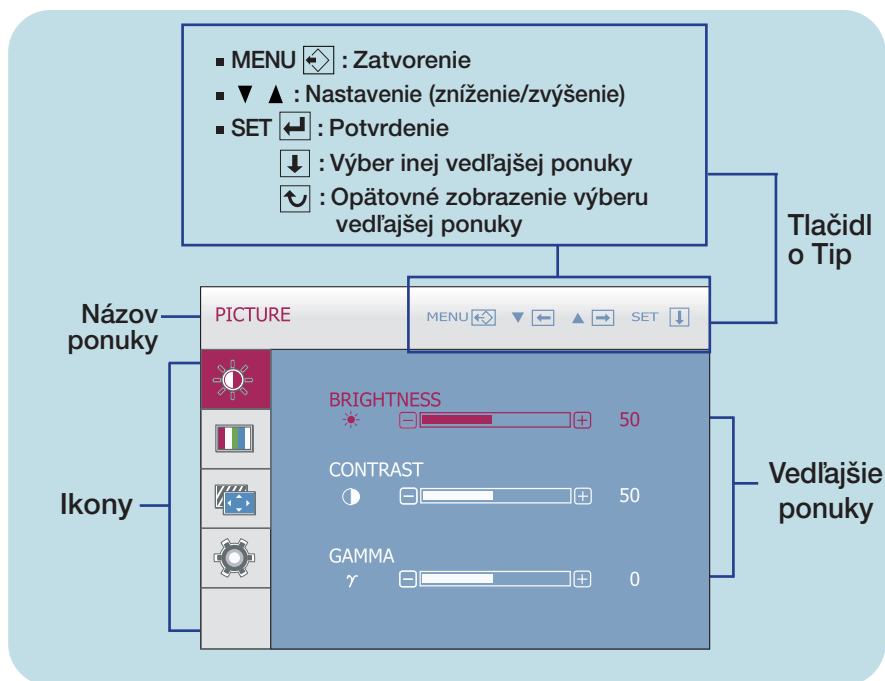 MENU : Zatvorenie
▼ ▲ : Nastavenie (zníženie/zvýšenie)
SET : Potvrdenie
: Výber inej vedľajšej ponuky
: Opätovné zobrazenie výberu
vedľajšej ponuky
Tlačidl
o Tip
Názov
ponuky
PICTURE
MENU ▼ ▲ SET
BRIGHTNESS
50
CONTRAST
50
GAMMA
γ 0
Ikony
Vedľajšie
ponuky